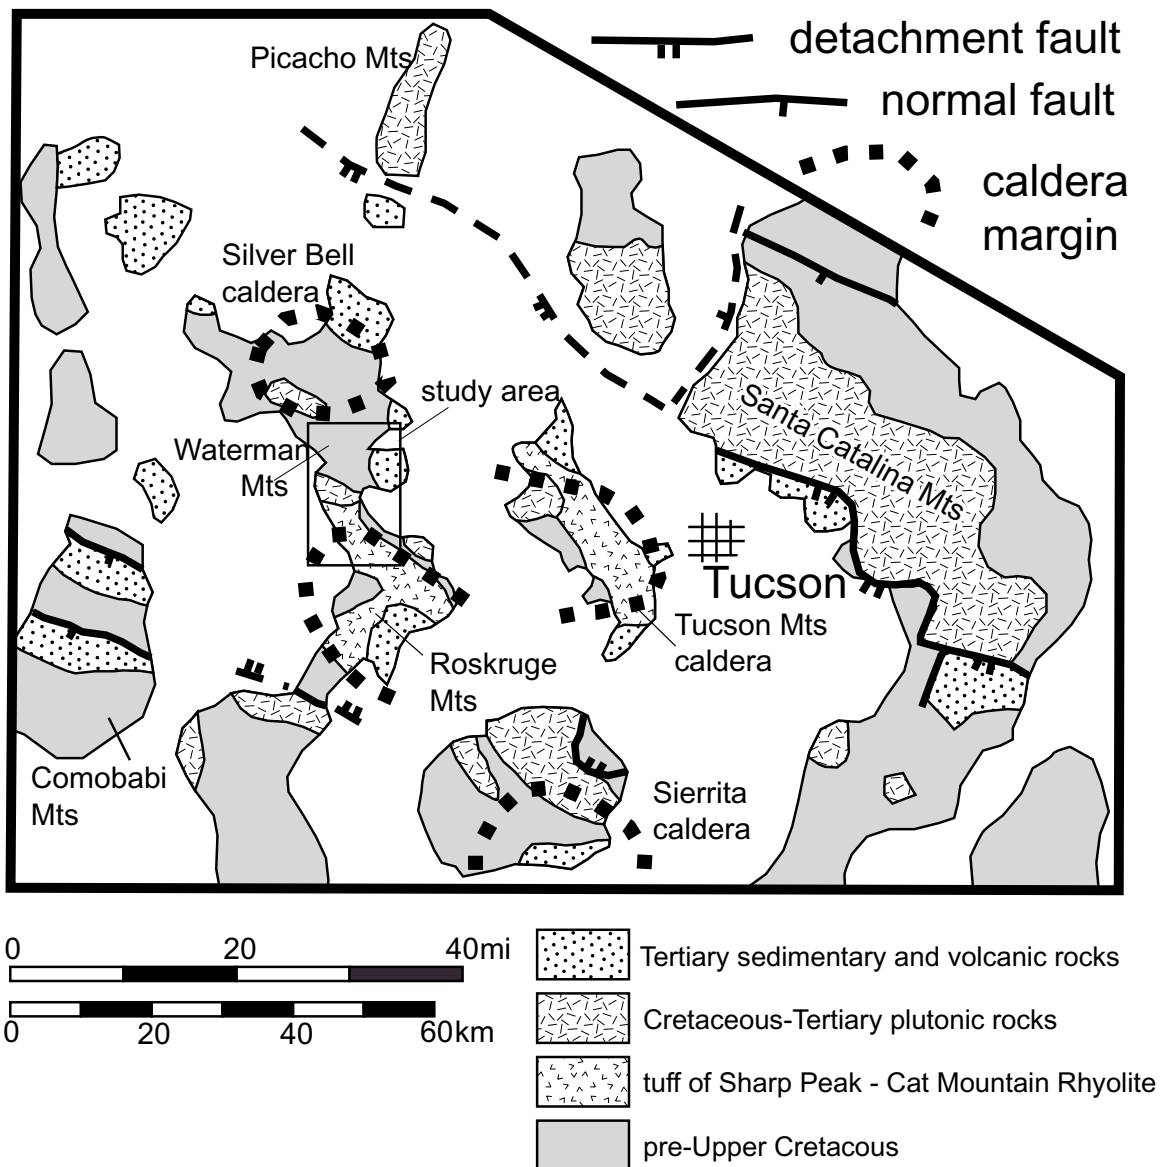 Picacho Mts
detachment fault
normal fault
caldera
margin
Silver Bell
caldera
study area
Waterman
Mts
Santa Catalina Mts
Tucson
Tucson Mts
caldera
Roskruge
Mts
Comobabi
Mts
Sierrita
caldera
0 20 40mi
0 20 40 60km
Tertiary sedimentary and volcanic rocks
Cretaceous-Tertiary plutonic rocks
tuff of Sharp Peak - Cat Mountain Rhyolite
pre-Upper Cretacous